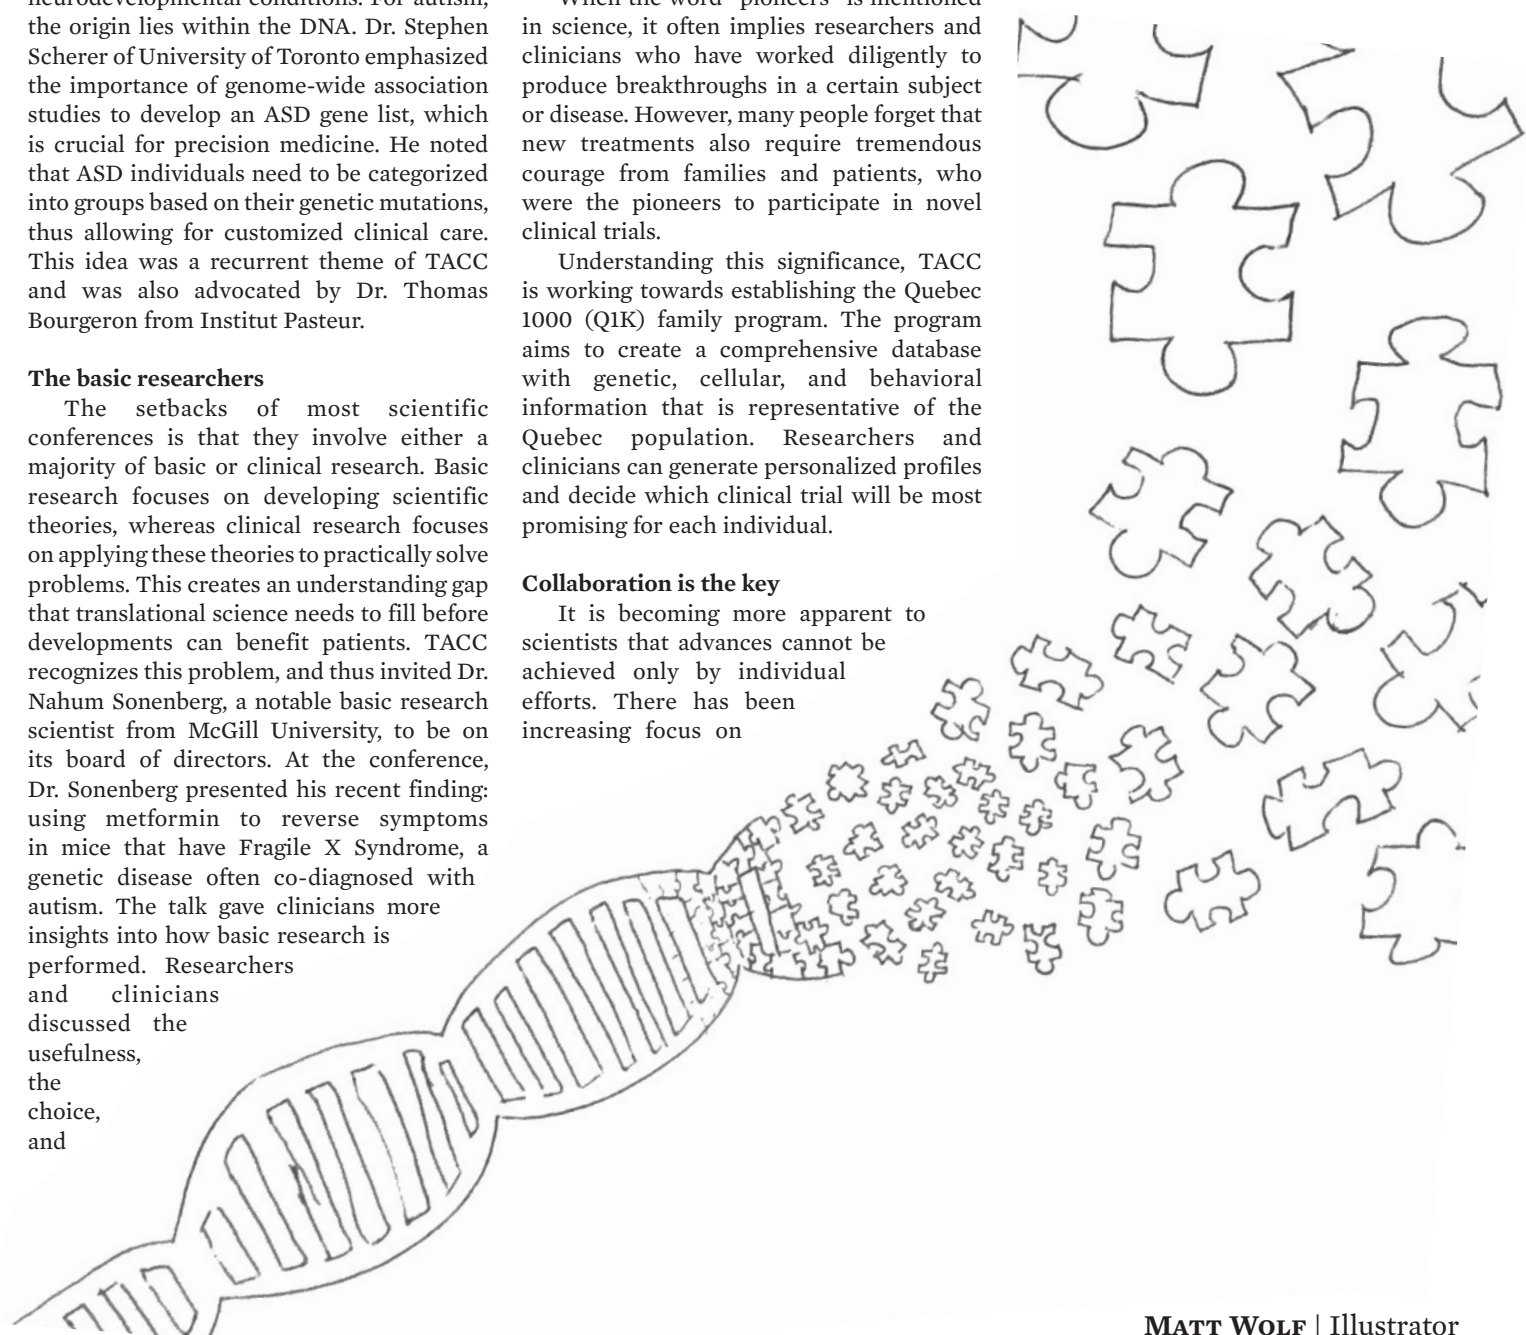 neurodevelopmental conditions. For autism,
the origin lies within the DNA. Dr. Stephen
Scherer of University of Toronto emphasized
the importance of genome-wide association
studies to develop an ASD gene list, which
is crucial for precision medicine. He noted
that ASD individuals need to be categorized
into groups based on their genetic mutations,
thus allowing for customized clinical care.
This idea was a recurrent theme of TACC
and was also advocated by Dr. Thomas
Bourgeron from Institut Pasteur.
The basic researchers
The setbacks of most scientific
conferences is that they involve either a
majority of basic or clinical research. Basic
research focuses on developing scientific
theories, whereas clinical research focuses
on applying these theories to practically solve
problems. This creates an understanding gap
that translational science needs to fill before
developments can benefit patients. TACC
recognizes this problem, and thus invited Dr.
Nahum Sonenberg, a notable basic research
scientist from McGill University, to be on
its board of directors. At the conference,
Dr. Sonenberg presented his recent finding:
using metformin to reverse symptoms
in mice that have Fragile X Syndrome, a
genetic disease often co-diagnosed with
autism. The talk gave clinicians more
insights into how basic research is
performed. Researchers
and clinicians
discussed the
usefulness,
the
choice,
and
When the word "pioneers" is mentioned
in science, it often implies researchers and
clinicians who have worked diligently to
produce breakthroughs in a certain subject
or disease. However, many people forget that
new treatments also require tremendous
courage from families and patients, who
were the pioneers to participate in novel
clinical trials.
Understanding this significance, TACC
is working towards establishing the Quebec
1000 (Q1K) family program. The program
aims to create a comprehensive database
with genetic, cellular, and behavioral
information that is representative of the
Quebec population. Researchers and
clinicians can generate personalized profiles
and decide which clinical trial will be most
promising for each individual.
Collaboration is the key
It is becoming more apparent to
scientists that advances cannot be
achieved only by individual
efforts. There has been
increasing focus on
MATT WOLF | Illustrator